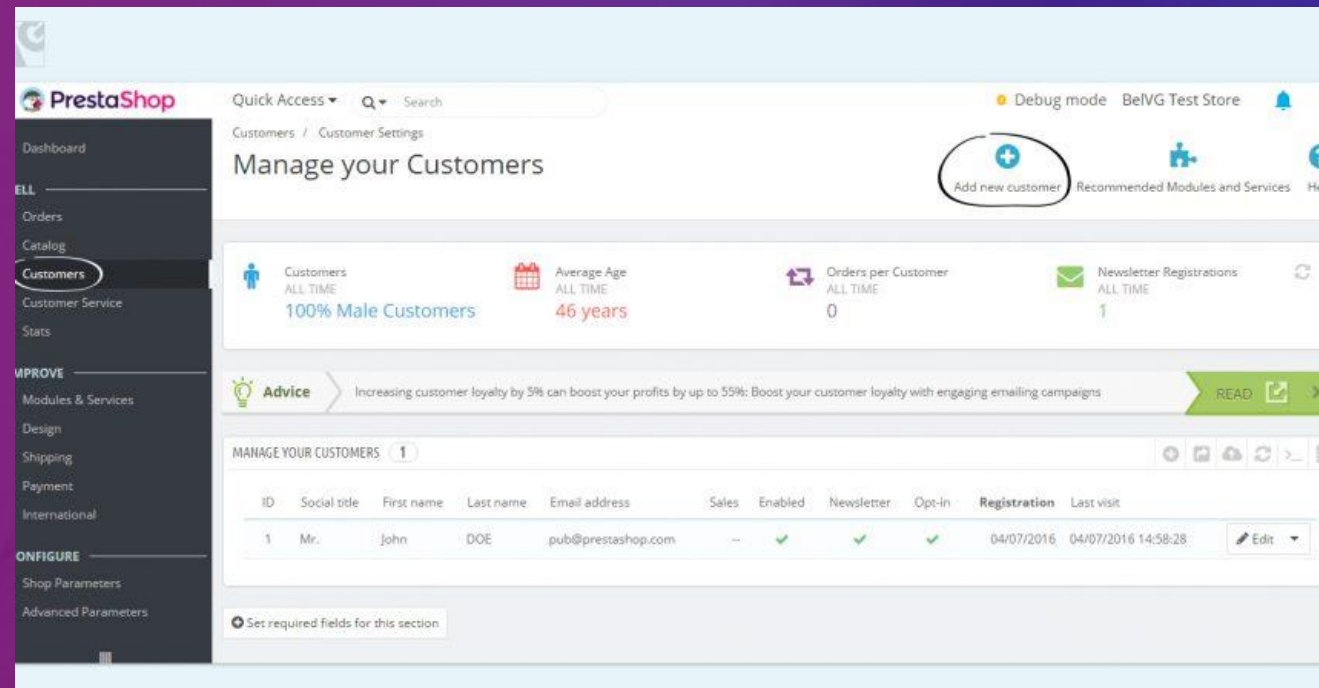 PrestaShop
Quick Access Search Debug mode BelVG Test Store
Customers / Customer Settings
Manage your Customers
Add new customer Recommended Modules and Services He
Dashboard
ELL
Orders
Catalog
Customers
Customer Service
Stats
MPROVE
Modules & Services
Design
Shipping
Payment
International
ONFIGURE
Shop Parameters
Advanced Parameters
Customers
ALL TIME
100% Male Customers
Average Age
ALL TIME
46 years
Orders per Customer
ALL TIME
0
Newsletter Registrations
ALL TIME
1
Advice Increasing customer loyalty by 5% can boost your profits by up to 55%: Boost your customer loyalty with engaging emailing campaigns READ
MANAGE YOUR CUSTOMERS 1
ID Social title First name Last name Email address Sales Enabled Newsletter Opt-in Registration Last visit
1 Mr. John DOE pub@prestashop.com -- 04/07/2016 04/07/2016 14:58:28 Edit
Set required fields for this section